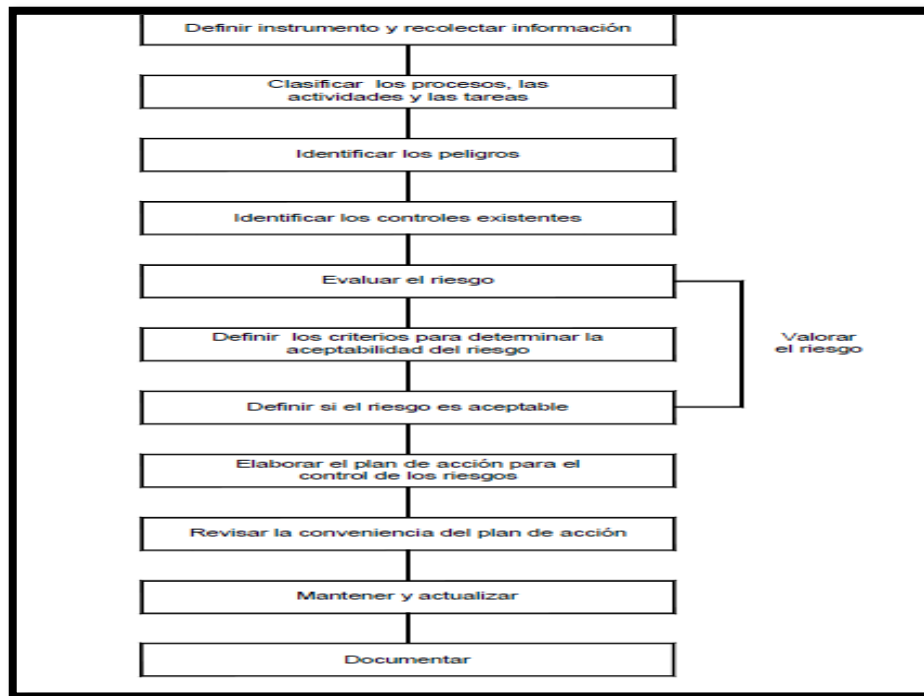 Definir instrumento y recolectar información
Clasificar los procesos, las
actividades y las tareas
Identificar los peligros
Identificar los controles existentes
Evaluar el riesgo
Definir los criterios para determinar la
aceptabilidad del riesgo
Valorar
el riesgo
Definir si el riesgo es aceptable
Elaborar el plan de acción para el
control de los riesgos
Revisar la conveniencia del plan de acción
Mantener y actualizar
Documentar